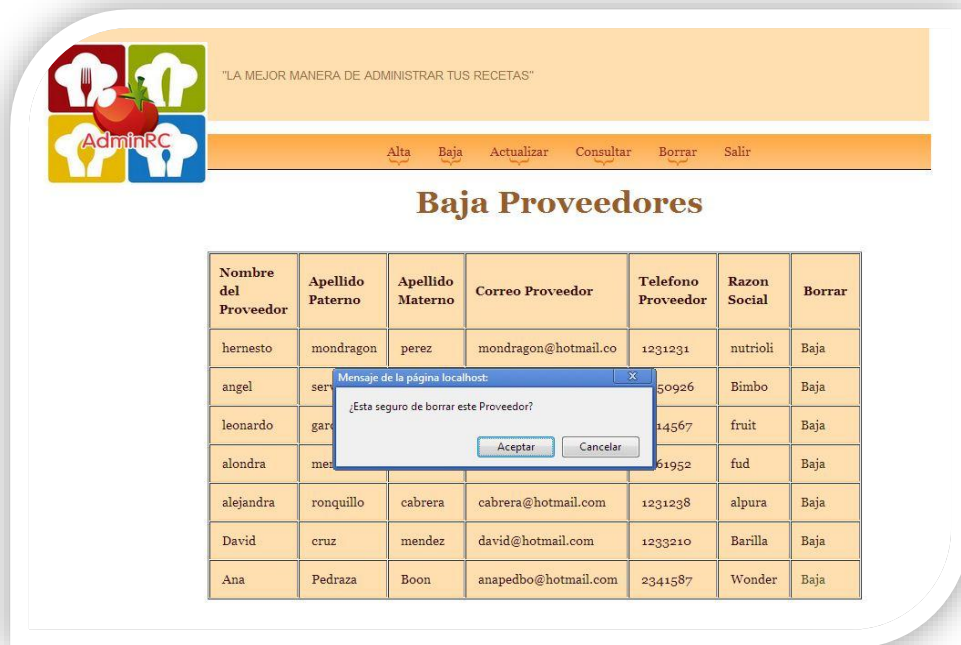 "LA MEJOR MANERA DE ADMINISTRAR TUS RECETAS"
AdminRC
Alta Baja Actualizar Consultar Borrar Salir
Baja Proveedores
Nombre del Proveedor Apellido Paterno Apellido Materno Correo Proveedor Telefono Proveedor Razon Social Borrar
hernesto mondragon perez mondragon@hotmail.co 1231231 nutrioli Baja
Mensaje de la página localhost: X
angel Bimbo Baja
¿Esta seguro de borrar este Proveedor?
leonardo fruit Baja
Aceptar Cancelar
alondra fud Baja
alejandra ronquillo cabrera cabrera@hotmail.com 1231238 alpura Baja
David cruz mendez david@hotmail.com 1233210 Barilla Baja
Ana Pedraza Boon anapedbo@hotmail.com 2341587 Wonder Baja